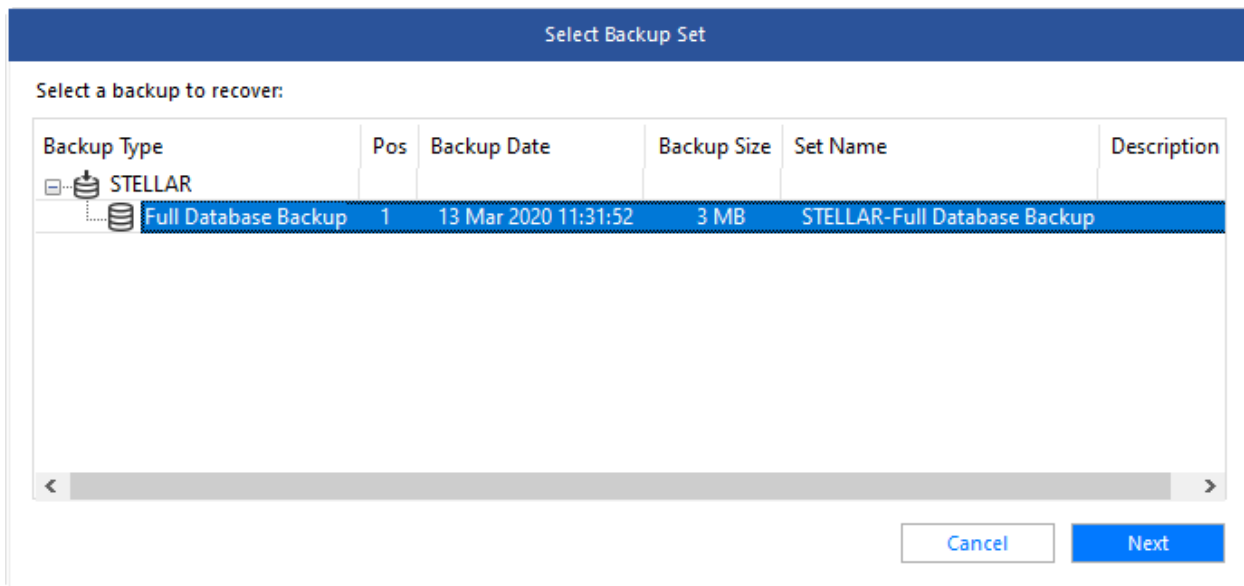 Select Backup Set
Select a backup to recover:
Backup Type Pos Backup Date Backup Size Set Name Description
STELLAR
Full Database Backup 1 13 Mar 2020 11:31:52 3 MB STELLAR-Full Database Backup
Cancel Next